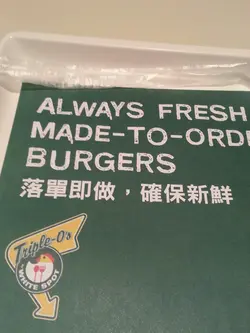 ALWAYS FRESH
MADE-TO-ORDE
BURGERS
落單即做，確保新鮮
Triple-O's
WHITE SPOT